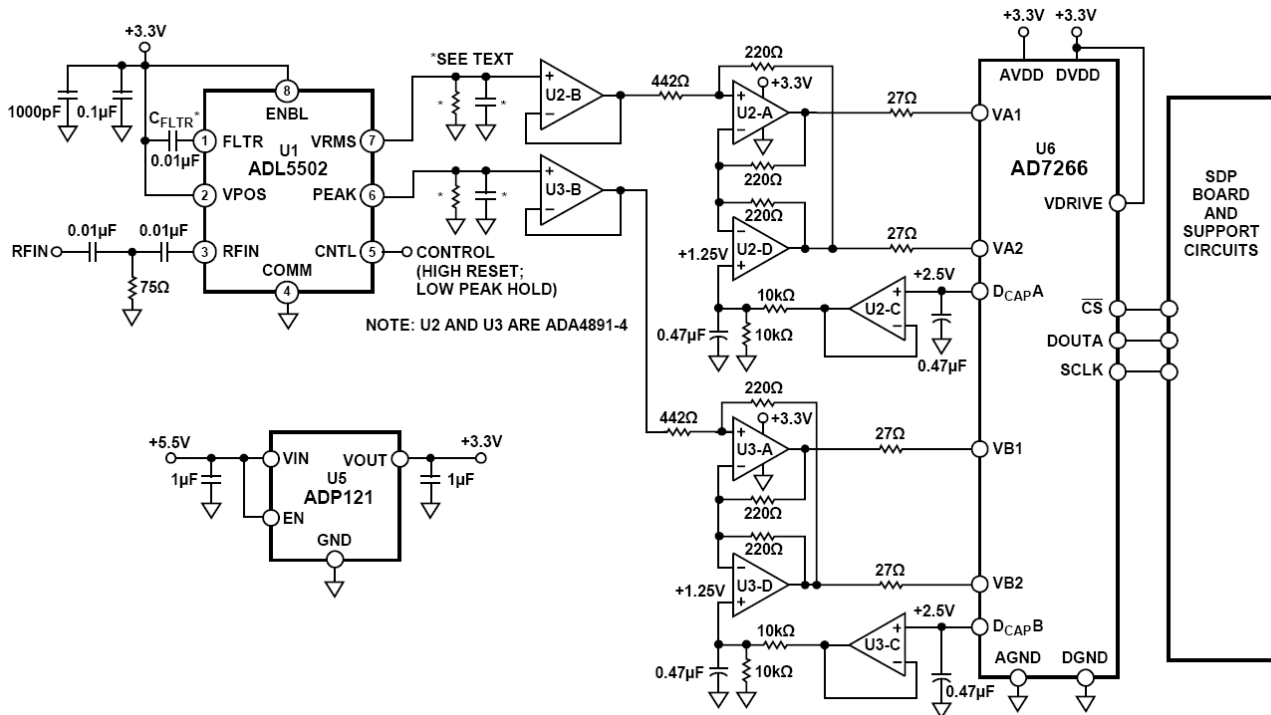 +3.3V
1000pF
0.1µF
CFLTR*
0.01µF
8
ENBL
1
FLTR
U1
ADL5502
VRMS
7
2
VPOS
PEAK
6
RFIN
0.01µF
0.01µF
3
RFIN
CNTL
5
CONTROL
(HIGH RESET;
LOW PEAK HOLD)
COMM
4
75Ω
NOTE: U2 AND U3 ARE ADA4891-4
*SEE TEXT
*
*
+
U2-B
−
*
*
+
U3-B
−
442Ω
220Ω
+3.3V
+
U2-A
−
220Ω
220Ω
−
U2-D
+
+1.25V
27Ω
27Ω
10kΩ
10kΩ
0.47µF
+
U2-C
−
+2.5V
0.47µF
442Ω
220Ω
+3.3V
+
U3-A
−
220Ω
220Ω
−
U3-D
+
+1.25V
27Ω
27Ω
10kΩ
10kΩ
0.47µF
+
U3-C
−
+2.5V
0.47µF
+3.3V
+3.3V
AVDD
DVDD
VA1
U6
AD7266
VDRIVE
VA2
DCAPA
CS
DOUTA
SCLK
VB1
VB2
DCAPB
AGND
DGND
SDP
BOARD
AND
SUPPORT
CIRCUITS
+5.5V
1µF
VIN
VOUT
U5
ADP121
EN
GND
+3.3V
1µF